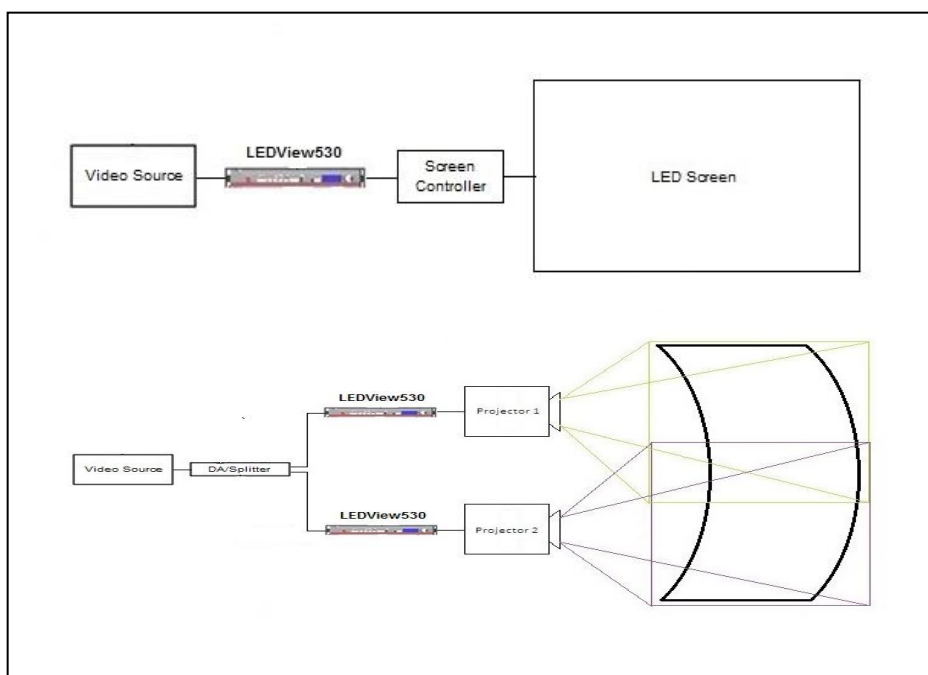 LEDView530
Video Source
Screen
Controller
LED Screen
LEDView530
Projector 1
Video Source
DA/Splitter
LEDView530
Projector 2